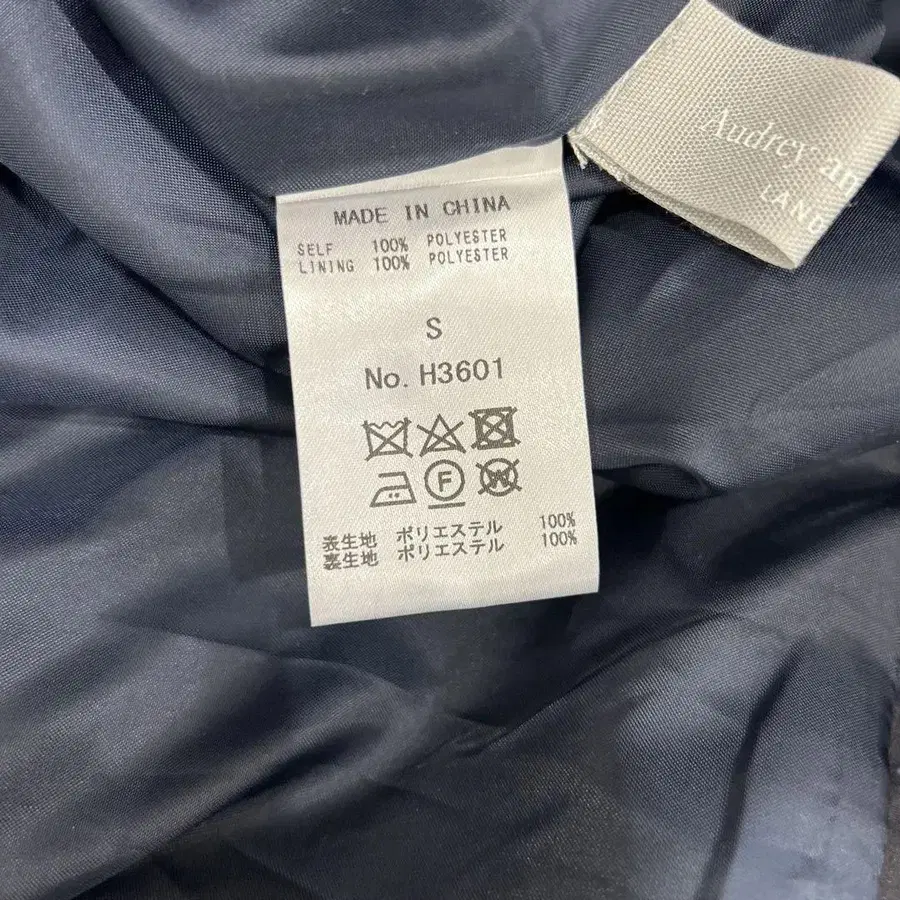 Audrey an
MADE IN CHINA
SELF 100% POLYESTER
LINING 100% POLYESTER
S
No. H3601
F
W
表生地 ポリエステル 100%
裏生地 ポリエステル 100%